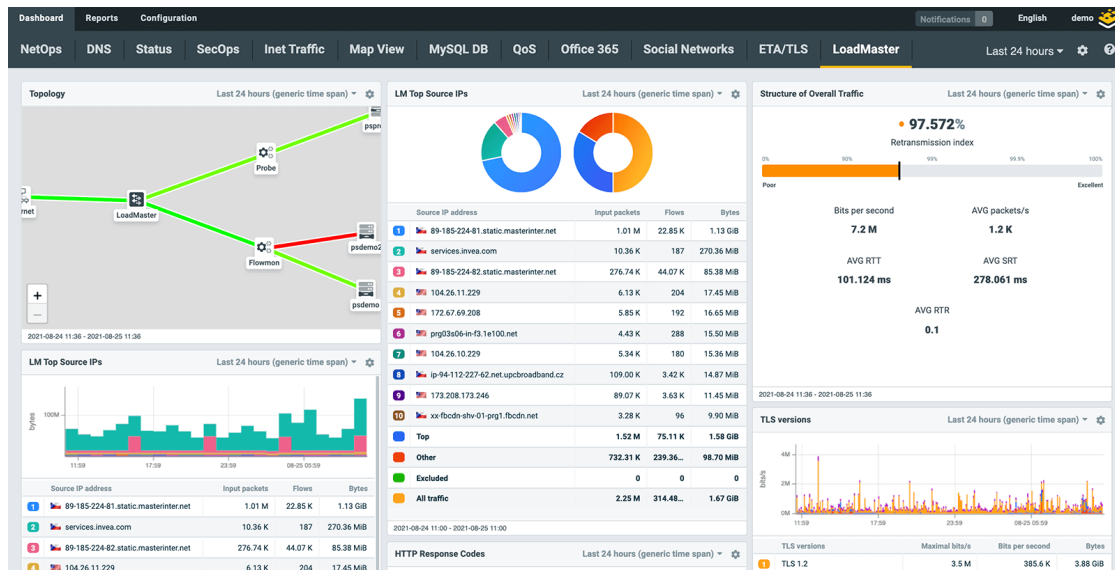 Dashboard Reports Configuration Notifications 0 English demo
NetOps DNS Status SecOps Inet Traffic Map View MySQL DB QoS Office 365 Social Networks ETA/TLS LoadMaster Last 24 hours
Topology Last 24 hours (generic time span)
pspr
Probe
LoadMaster
rnet
psdemo2
Flowmon
psdemo
+
−
2021-08-24 11:36 - 2021-08-25 11:36
LM Top Source IPs Last 24 hours (generic time span)
bytes
100M
11:59 17:59 23:59 08-25 05:59
Source IP address Input packets Flows Bytes
1 89-185-224-81.static.masterinter.net 1.01 M 22.85 K 1.13 GiB
2 services.invea.com 10.36 K 187 270.36 MiB
3 89-185-224-82.static.masterinter.net 276.74 K 44.07 K 85.38 MiB
4 104.26.11.229 6.13 K 204 17.45 MiB
LM Top Source IPs Last 24 hours (generic time span)
Source IP address Input packets Flows Bytes
1 89-185-224-81.static.masterinter.net 1.01 M 22.85 K 1.13 GiB
2 services.invea.com 10.36 K 187 270.36 MiB
3 89-185-224-82.static.masterinter.net 276.74 K 44.07 K 85.38 MiB
4 104.26.11.229 6.13 K 204 17.45 MiB
5 172.67.69.208 5.85 K 192 16.65 MiB
6 prg03s06-in-f3.1e100.net 4.43 K 288 15.50 MiB
7 104.26.10.229 5.34 K 180 15.36 MiB
8 ip-94-112-227-62.net.upcbroadband.cz 109.00 K 3.42 K 14.87 MiB
9 173.208.173.246 89.07 K 3.63 K 11.45 MiB
10 xx-fbcdn-shv-01-prg1.fbcdn.net 3.28 K 96 9.90 MiB
Top 1.52 M 75.11 K 1.58 GiB
Other 732.31 K 239.36... 98.70 MiB
Excluded 0 0 0
All traffic 2.25 M 314.48... 1.67 GiB
2021-08-24 11:00 - 2021-08-25 11:00
HTTP Response Codes Last 24 hours (generic time span)
Structure of Overall Traffic Last 24 hours (generic time span)
97.572%
Retransmission index
0% 90% 99% 99.9% 100%
Poor Excellent
Bits per second AVG packets/s
7.2 M 1.2 K
AVG RTT AVG SRT
101.124 ms 278.061 ms
AVG RTR
0.1
2021-08-24 11:36 - 2021-08-25 11:36
TLS versions Last 24 hours (generic time span)
bits/s
4M
2M
0M
11:59 17:59 23:59 08-25 05:59
TLS versions Maximal bits/s Bits per second Bytes
1 TLS 1.2 3.5 M 385.6 K 3.88 GiB